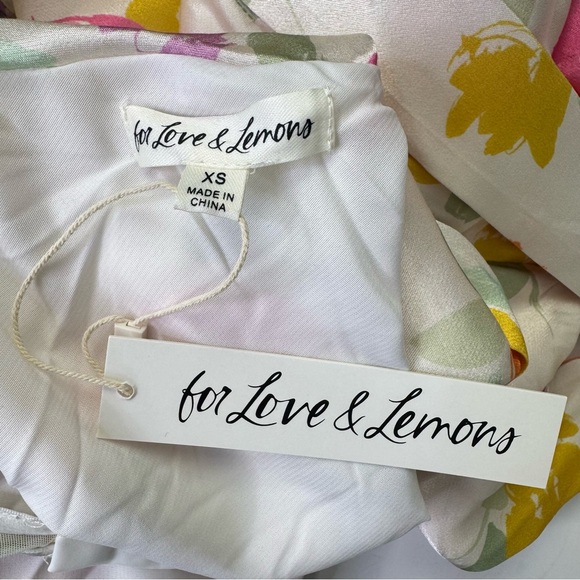 for Love & Lemons
XS
MADE IN
CHINA
for Love & Lemons